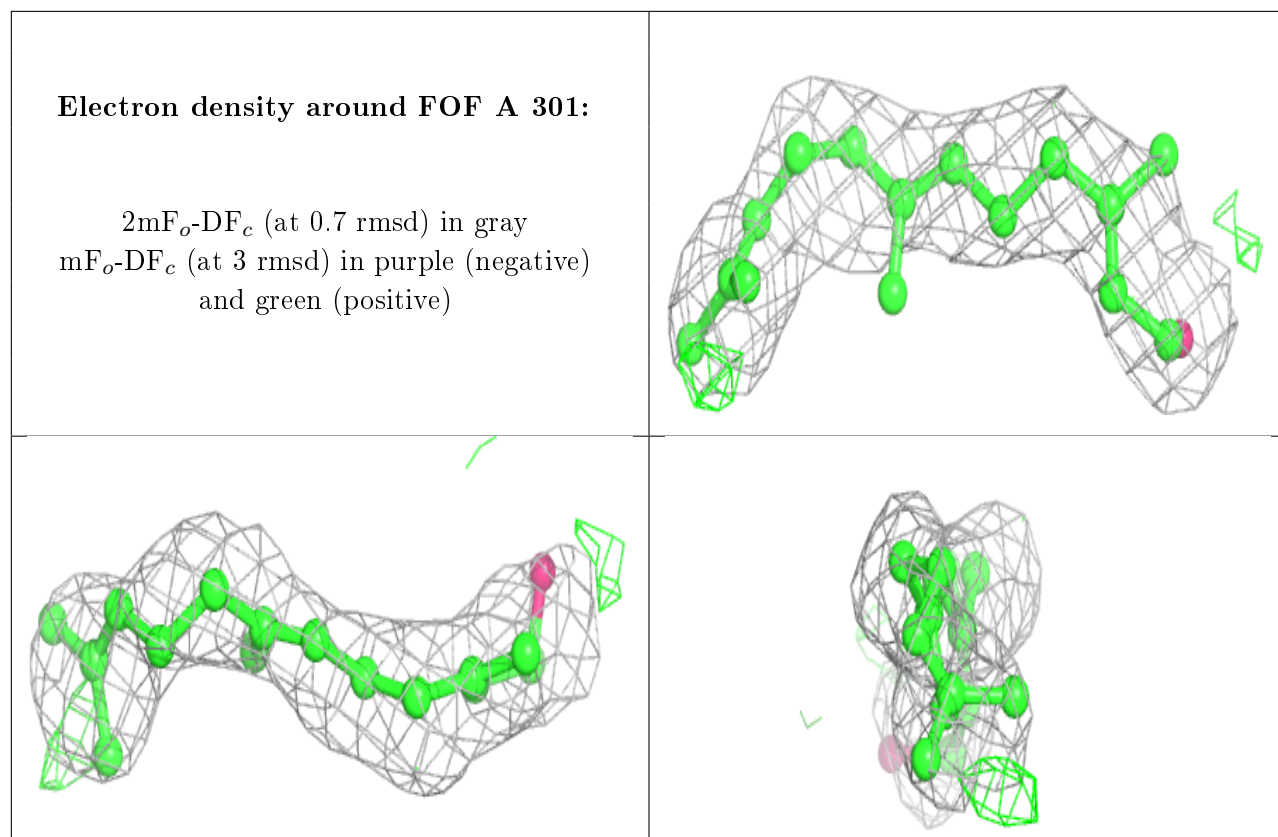 Electron density around FOF A 301:
2mFo-DFc (at 0.7 rmsd) in gray
mFo-DFc (at 3 rmsd) in purple (negative)
and green (positive)